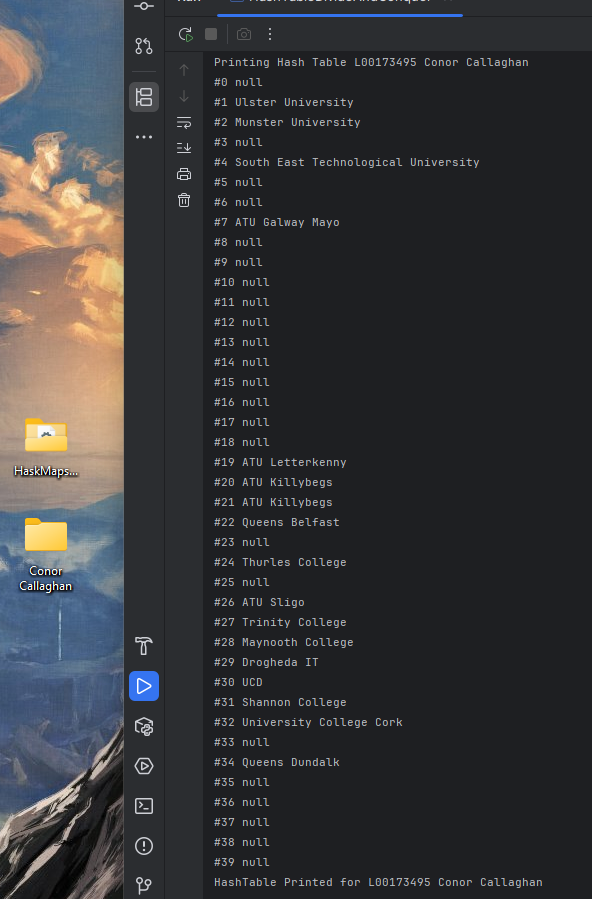 Printing Hash Table L00173495 Conor Callaghan
#0 null
#1 Ulster University
#2 Munster University
#3 null
#4 South East Technological University
#5 null
#6 null
#7 ATU Galway Mayo
#8 null
#9 null
#10 null
#11 null
#12 null
#13 null
#14 null
#15 null
#16 null
#17 null
#18 null
#19 ATU Letterkenny
#20 ATU Killybegs
#21 ATU Killybegs
#22 Queens Belfast
#23 null
#24 Thurles College
#25 null
#26 ATU Sligo
#27 Trinity College
#28 Maynooth College
#29 Drogheda IT
#30 UCD
#31 Shannon College
#32 University College Cork
#33 null
#34 Queens Dundalk
#35 null
#36 null
#37 null
#38 null
#39 null
HashTable Printed for L00173495 Conor Callaghan
HaskMaps...
Conor
Callaghan